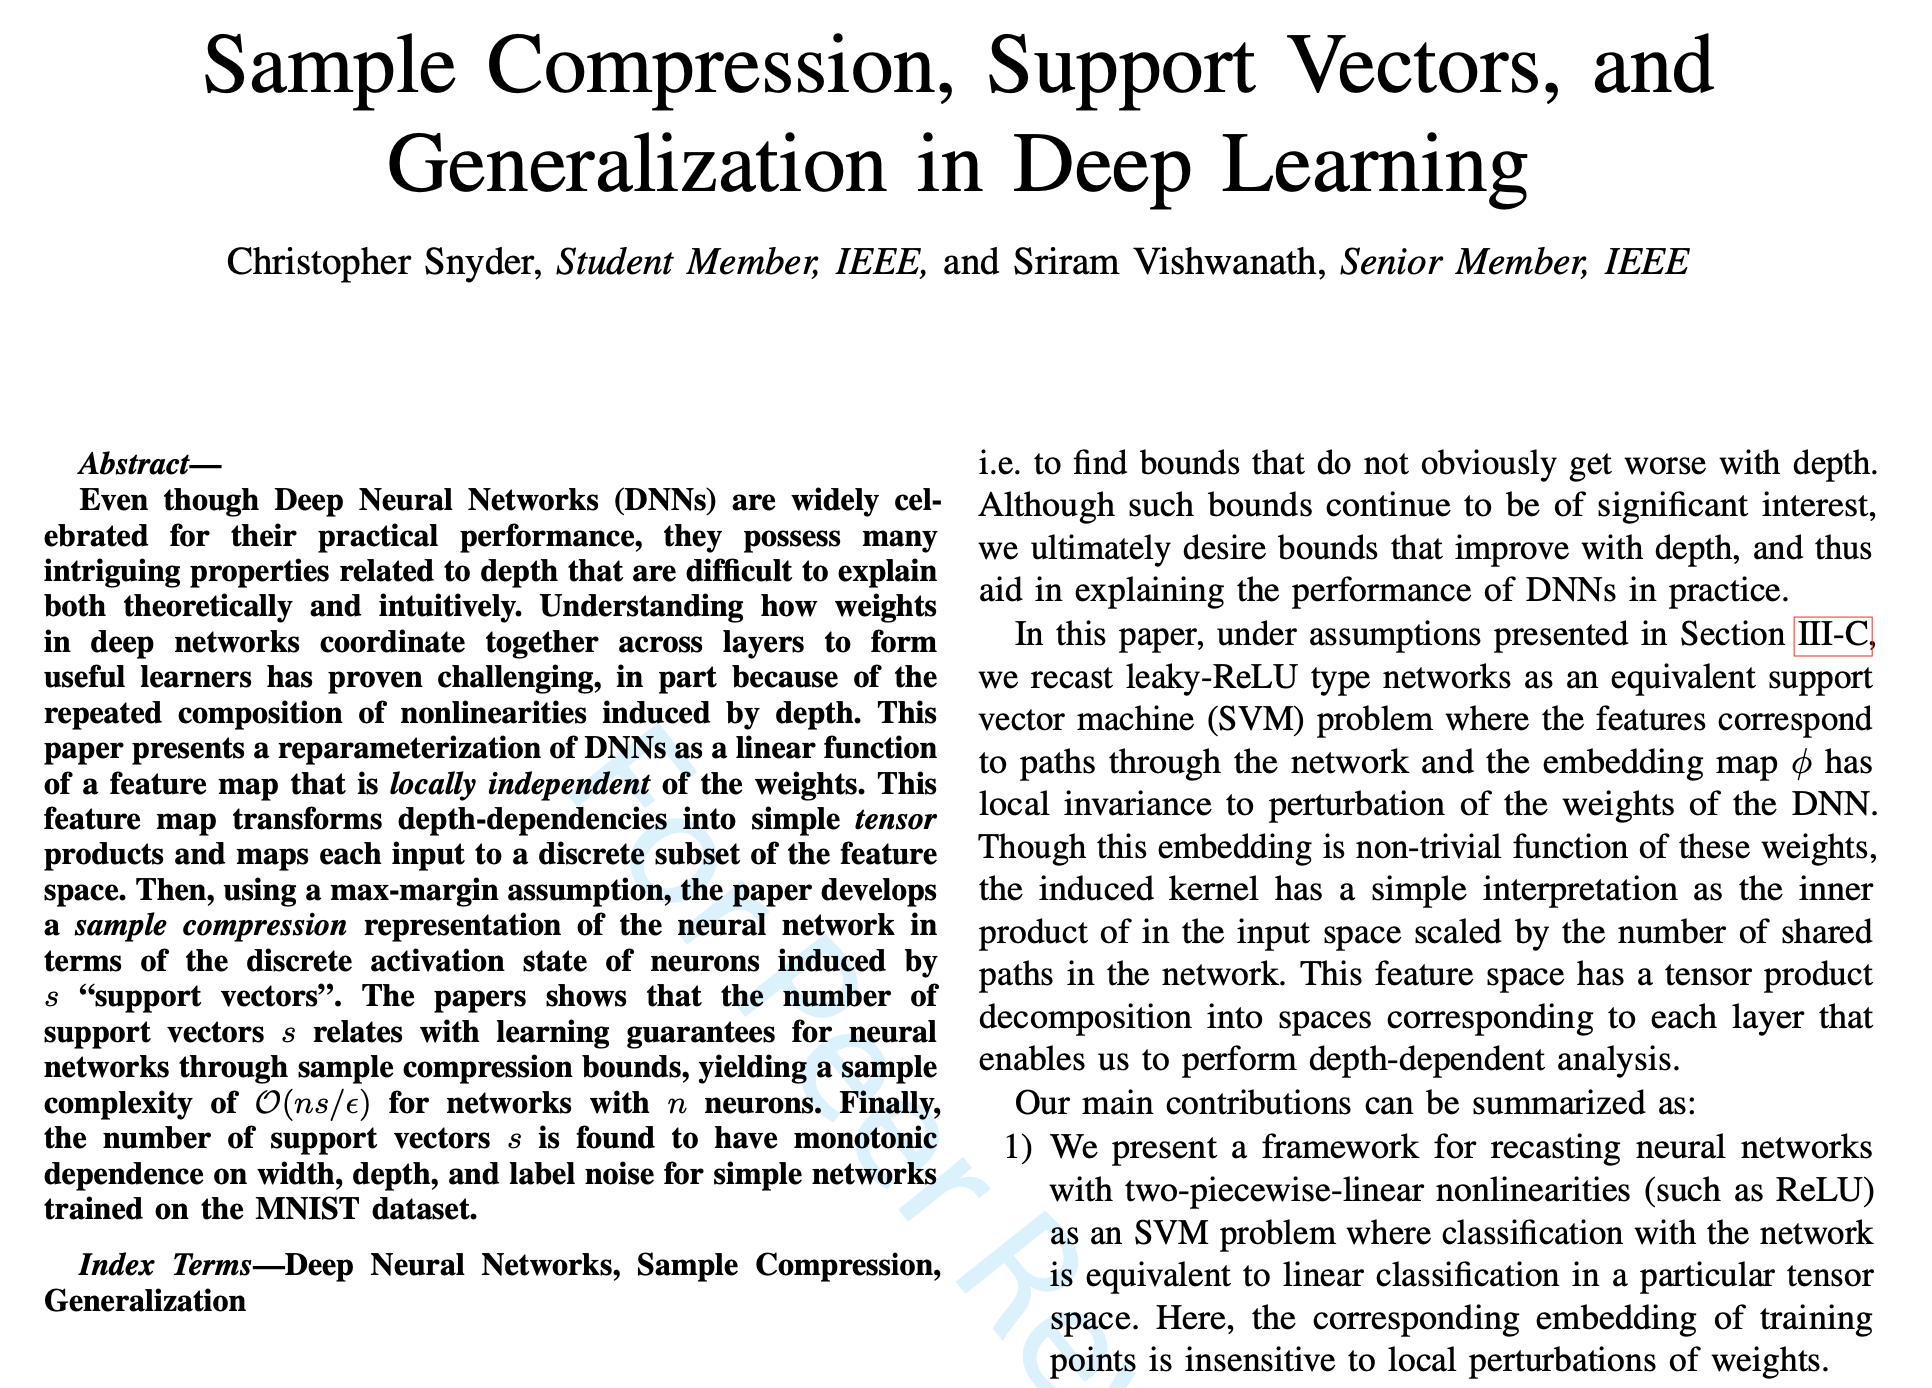 Sample Compression, Support Vectors, and
Generalization in Deep Learning
Christopher Snyder, Student Member, IEEE, and Sriram Vishwanath, Senior Member, IEEE
Abstract—
Even though Deep Neural Networks (DNNs) are widely cel-
ebrated for their practical performance, they possess many
intriguing properties related to depth that are difficult to explain
both theoretically and intuitively. Understanding how weights
in deep networks coordinate together across layers to form
useful learners has proven challenging, in part because of the
repeated composition of nonlinearities induced by depth. This
paper presents a reparameterization of DNNs as a linear function
of a feature map that is locally independent of the weights. This
feature map transforms depth-dependencies into simple tensor
products and maps each input to a discrete subset of the feature
space. Then, using a max-margin assumption, the paper develops
a sample compression representation of the neural network in
terms of the discrete activation state of neurons induced by
s “support vectors”. The papers shows that the number of
support vectors s relates with learning guarantees for neural
networks through sample compression bounds, yielding a sample
complexity of O(ns/ϵ) for networks with n neurons. Finally,
the number of support vectors s is found to have monotonic
dependence on width, depth, and label noise for simple networks
trained on the MNIST dataset.
Index Terms—Deep Neural Networks, Sample Compression,
Generalization
i.e. to find bounds that do not obviously get worse with depth.
Although such bounds continue to be of significant interest,
we ultimately desire bounds that improve with depth, and thus
aid in explaining the performance of DNNs in practice.
In this paper, under assumptions presented in Section III-C,
we recast leaky-ReLU type networks as an equivalent support
vector machine (SVM) problem where the features correspond
to paths through the network and the embedding map ϕ has
local invariance to perturbation of the weights of the DNN.
Though this embedding is non-trivial function of these weights,
the induced kernel has a simple interpretation as the inner
product of in the input space scaled by the number of shared
paths in the network. This feature space has a tensor product
decomposition into spaces corresponding to each layer that
enables us to perform depth-dependent analysis.
Our main contributions can be summarized as:
1) We present a framework for recasting neural networks
with two-piecewise-linear nonlinearities (such as ReLU)
as an SVM problem where classification with the network
is equivalent to linear classification in a particular tensor
space. Here, the corresponding embedding of training
points is insensitive to local perturbations of weights.
For Peer Re